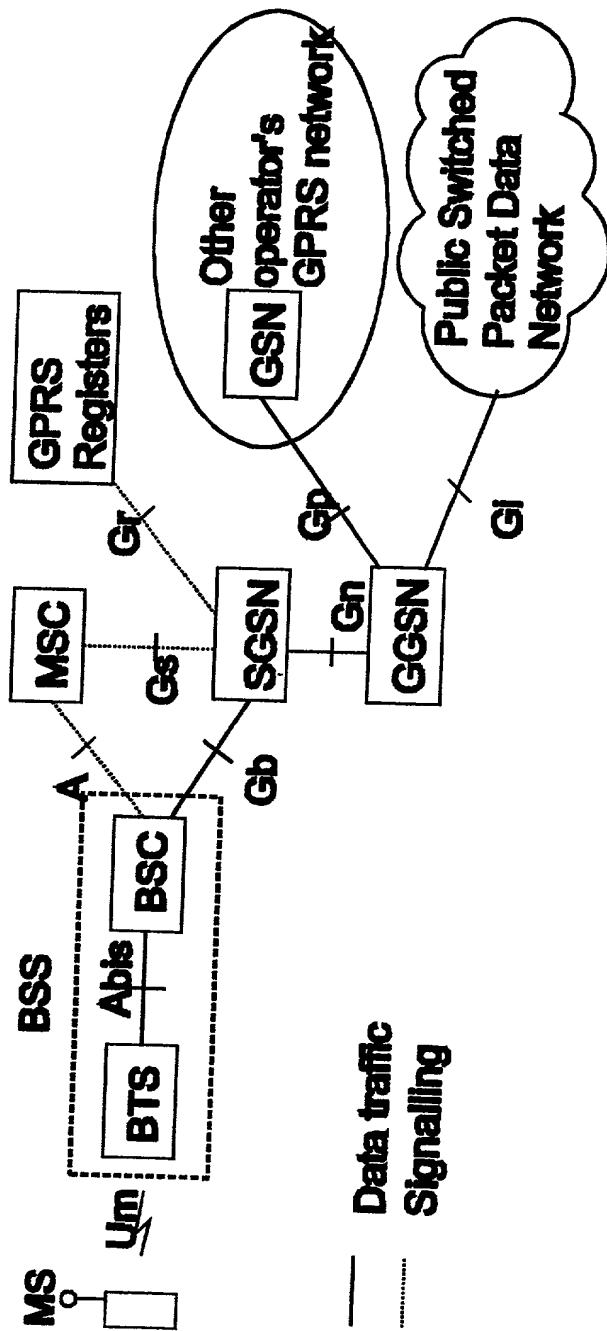 MS
Um
BSS
BTS
Abis
BSC
A
MSC
Gs
Gr
GPRS
Registers
Gb
SGSN
Gn
GGSN
Gp
GSN
Other
operator's
GPRS network
Gi
Public Switched
Packet Data
Network
Data traffic
Signalling